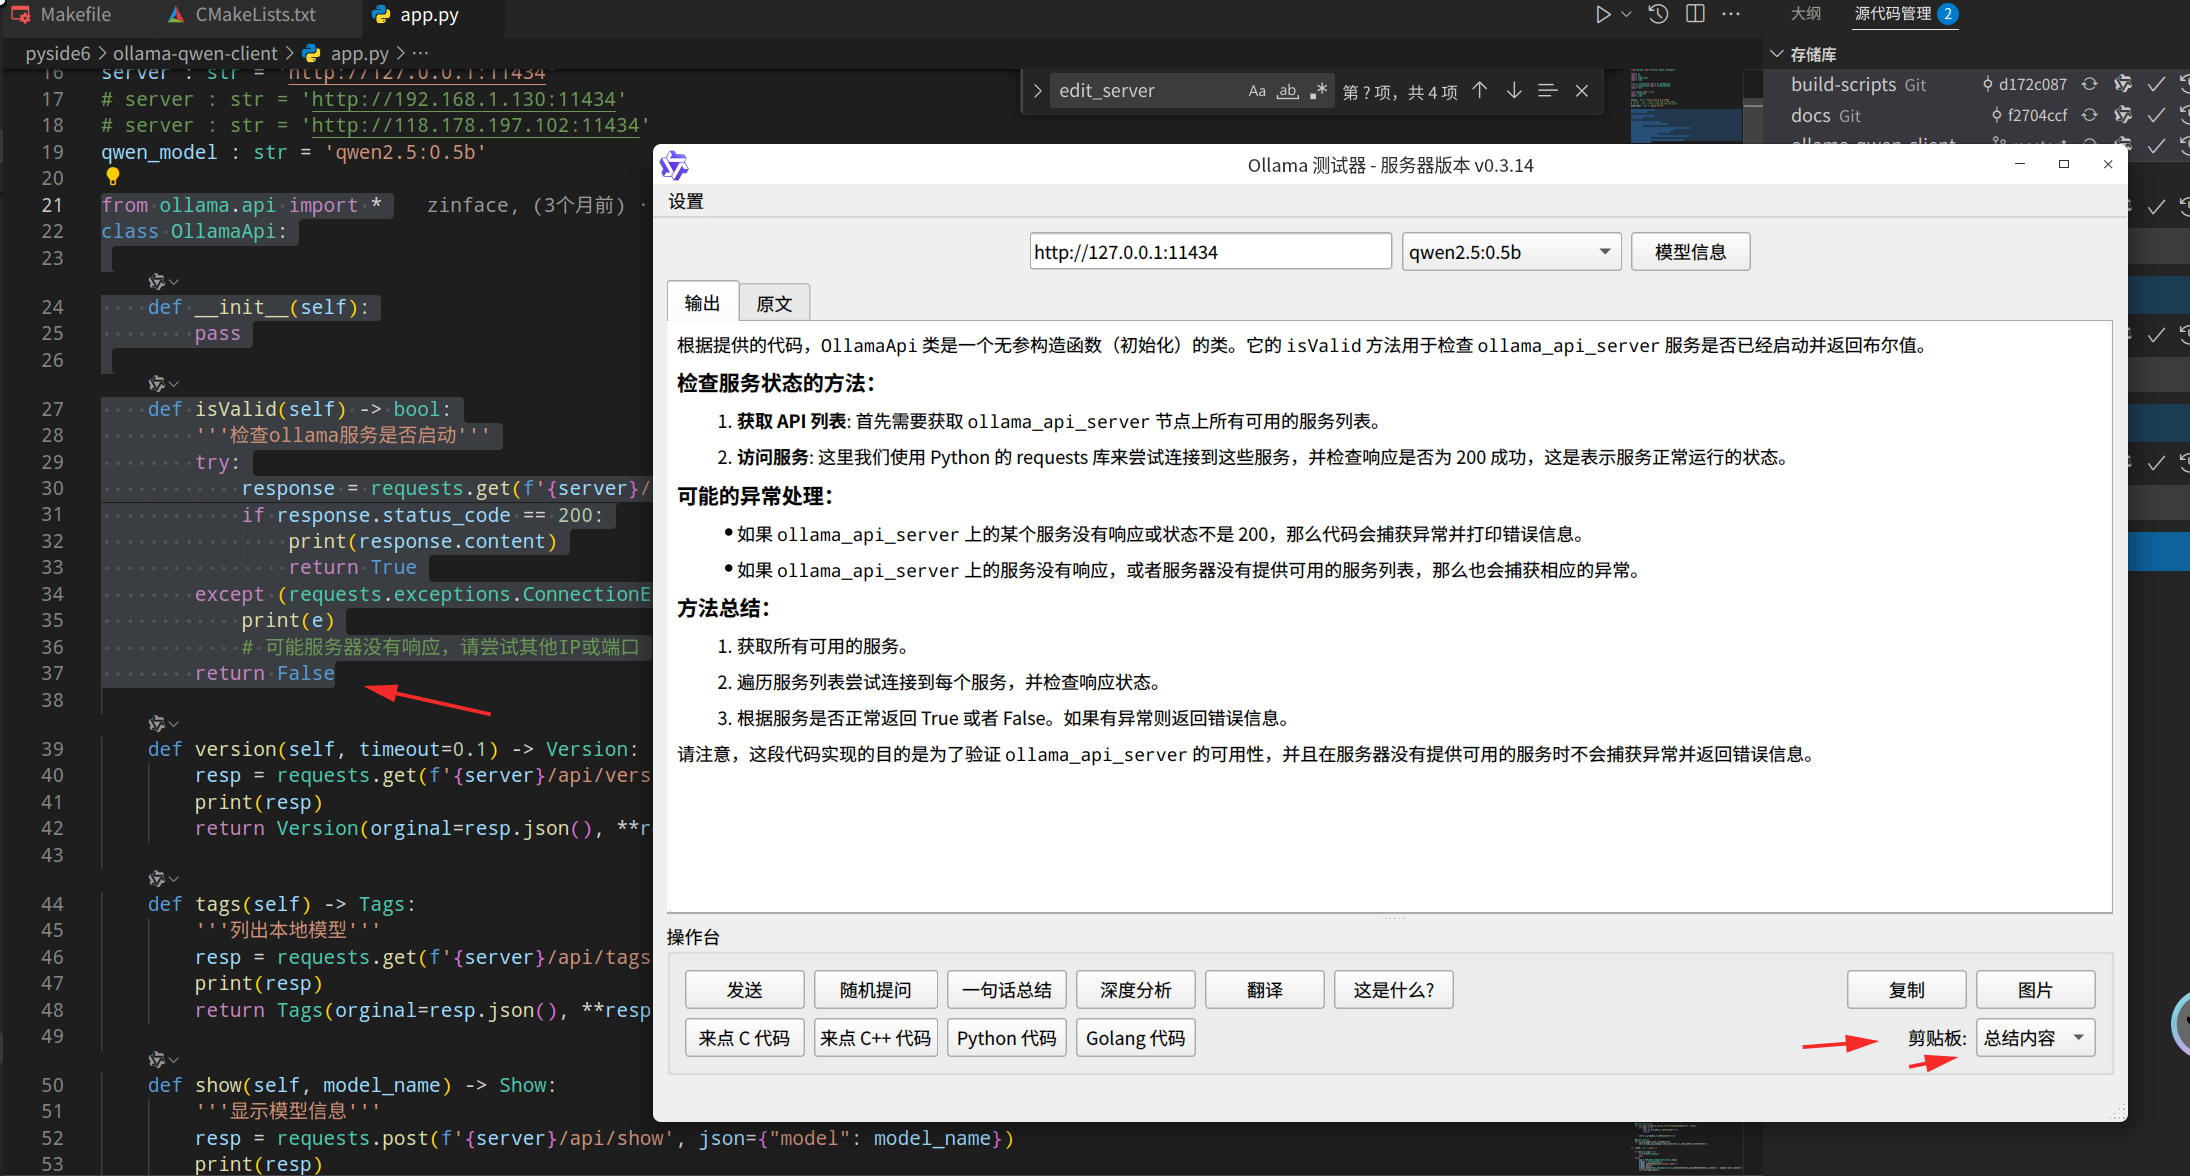 Makefile
CMakeLists.txt
app.py
大纲
源代码管理 2
pyside6 > ollama-qwen-client > app.py > ···
存储库
16 server : str = 'http://127.0.0.1:11434'
17 # server : str = 'http://192.168.1.130:11434'
18 # server : str = 'http://118.178.197.102:11434'
19 qwen_model : str = 'qwen2.5:0.5b'
20
21 from ollama.api import * zinface, (3个月前) ·
22 class OllamaApi:
23
24 def __init__(self):
25 pass
26
27 def isValid(self) -> bool:
28 '''检查ollama服务是否启动'''
29 try:
30 response = requests.get(f'{server}/
31 if response.status_code == 200:
32 print(response.content)
33 return True
34 except (requests.exceptions.ConnectionE
35 print(e)
36 # 可能服务器没有响应，请尝试其他IP或端口
37 return False
38
39 def version(self, timeout=0.1) -> Version:
40 resp = requests.get(f'{server}/api/vers
41 print(resp)
42 return Version(orginal=resp.json(), **r
43
44 def tags(self) -> Tags:
45 '''列出本地模型'''
46 resp = requests.get(f'{server}/api/tags
47 print(resp)
48 return Tags(orginal=resp.json(), **resp
49
50 def show(self, model_name) -> Show:
51 '''显示模型信息'''
52 resp = requests.post(f'{server}/api/show', json={"model": model_name})
53 print(resp)
edit_server Aa ab 第 ? 项，共 4 项
build-scripts Git d172c087
docs Git f2704ccf
ollama-qwen-client
Ollama 测试器 - 服务器版本 v0.3.14
设置
http://127.0.0.1:11434 qwen2.5:0.5b 模型信息
输出 原文
根据提供的代码，OllamaApi 类是一个无参构造函数（初始化）的类。它的 isValid 方法用于检查 ollama_api_server 服务是否已经启动并返回布尔值。
检查服务状态的方法：
1. 获取 API 列表: 首先需要获取 ollama_api_server 节点上所有可用的服务列表。
2. 访问服务: 这里我们使用 Python 的 requests 库来尝试连接到这些服务，并检查响应是否为 200 成功，这是表示服务正常运行的状态。
可能的异常处理：
• 如果 ollama_api_server 上的某个服务没有响应或状态不是 200，那么代码会捕获异常并打印错误信息。
• 如果 ollama_api_server 上的服务没有响应，或者服务器没有提供可用的服务列表，那么也会捕获相应的异常。
方法总结：
1. 获取所有可用的服务。
2. 遍历服务列表尝试连接到每个服务，并检查响应状态。
3. 根据服务是否正常返回 True 或者 False。如果有异常则返回错误信息。
请注意，这段代码实现的目的是为了验证 ollama_api_server 的可用性，并且在服务器没有提供可用的服务时不会捕获异常并返回错误信息。
操作台
发送 随机提问 一句话总结 深度分析 翻译 这是什么? 复制 图片
来点 C 代码 来点 C++ 代码 Python 代码 Golang 代码 剪贴板: 总结内容